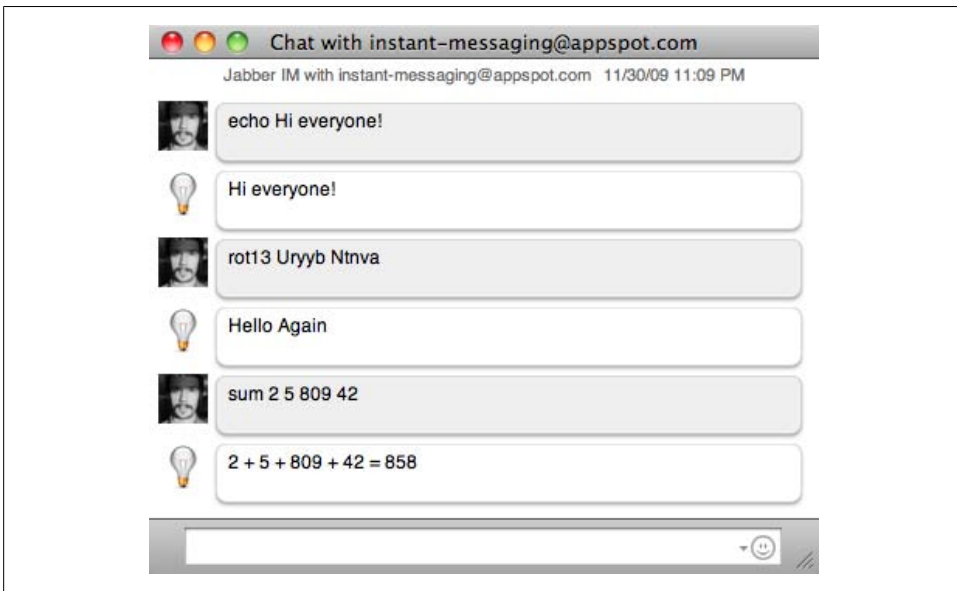 Chat with instant-messaging@appspot.com
Jabber IM with instant-messaging@appspot.com 11/30/09 11:09 PM
echo Hi everyone!
Hi everyone!
rot13 Uryyb Ntnva
Hello Again
sum 2 5 809 42
2 + 5 + 809 + 42 = 858